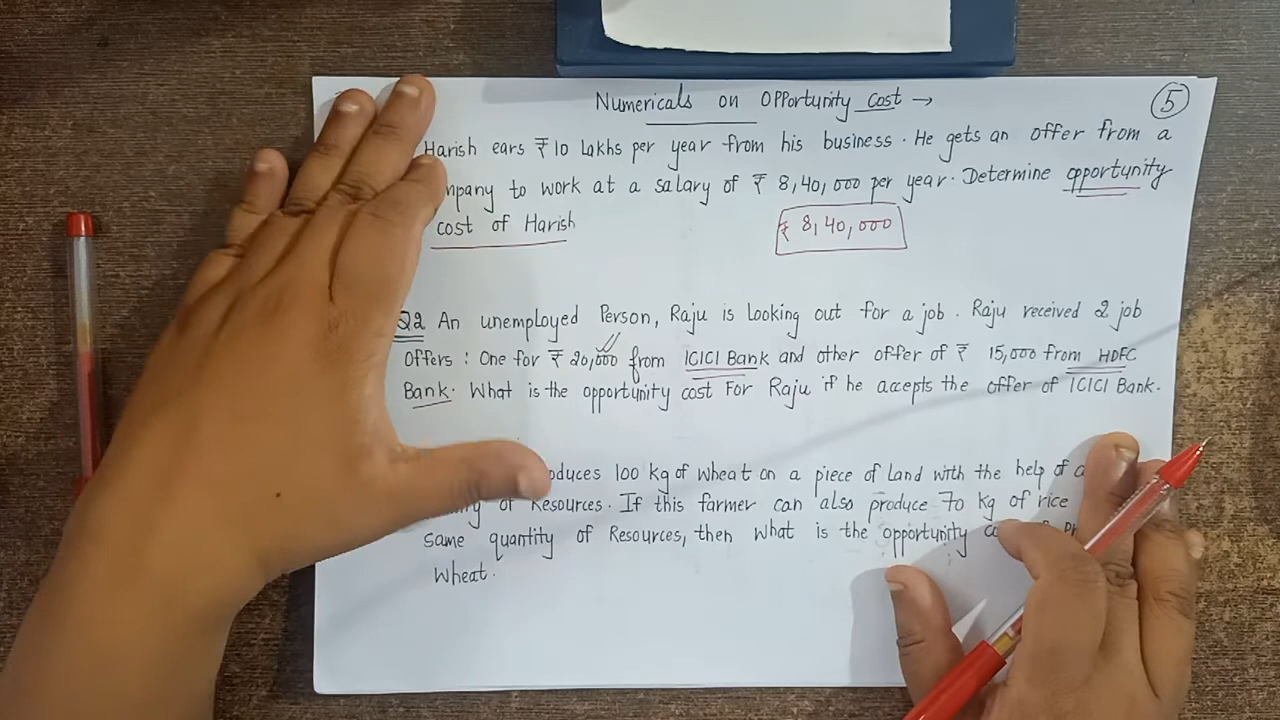 Numericals on Opportunity Cost →
5
Harish ears ₹ 10 Lakhs per year from his business. He gets an offer from a
to work at a salary of ₹ 8,40,000 per year. Determine opportunity
cost of Harish
₹ 8,40,000
Q2 An unemployed Person, Raju is looking out for a job. Raju received 2 job
offers : One for ₹ 20,000 from ICICI Bank and other offer of ₹ 15,000 from HDFC
Bank. What is the opportunity cost For Raju if he accepts the offer of ICICI Bank.
100 kg of wheat on a piece of Land with the help of
of Resources. If this farmer can also produce 70 kg of rice
same quantity of Resources, then what is the opportunity
Wheat.